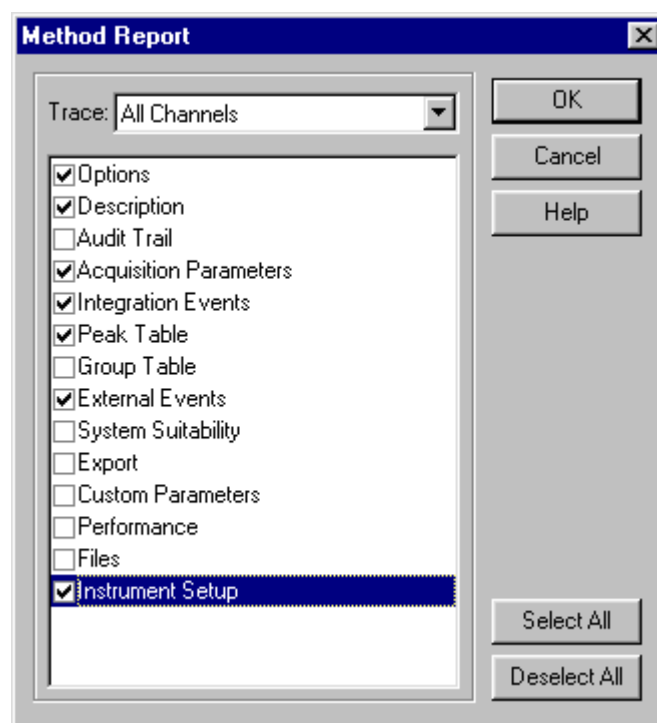 Method Report
Trace: All Channels
OK
Cancel
Help
Options
Description
Audit Trail
Acquisition Parameters
Integration Events
Peak Table
Group Table
External Events
System Suitability
Export
Custom Parameters
Performance
Files
Instrument Setup
Select All
Deselect All